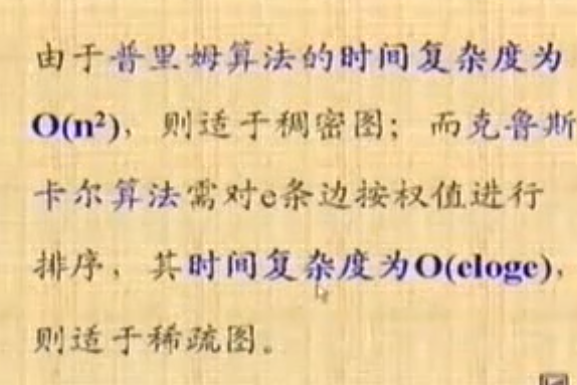 由于普里姆算法的时间复杂度为
O(n²)，则适于稠密图；而克鲁斯
卡尔算法需对e条边按权值进行
排序，其时间复杂度为O(eloge)，
则适于稀疏图。